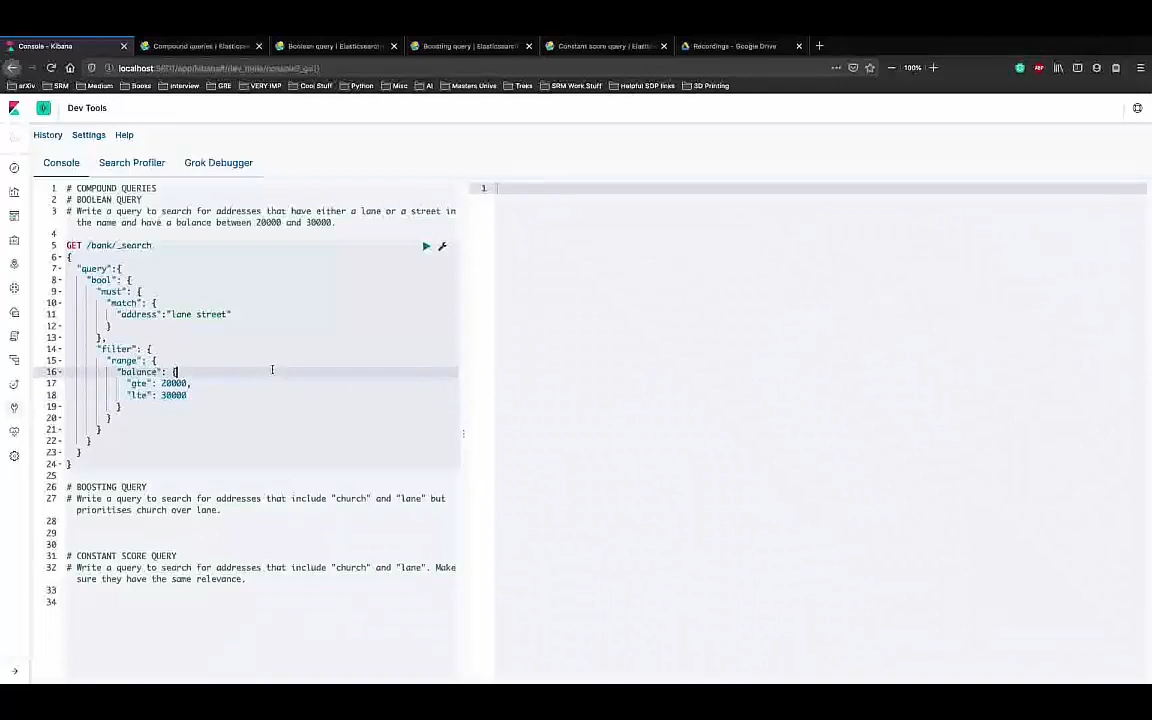 Console - Kibana
Compound queries | Elasticsea
Boolean query | Elasticsearch
Boosting query | Elasticsearch
Constant score query | Elasti
Recordings - Google Drive
100%
arXiv SRM Medium Books Interview GRE VERY IMP Cool Stuff Python Misc AI Masters Unive Treks SRM Work Stuff Helpful SOP links 3D Printing
Dev Tools
History Settings Help
Console Search Profiler Grok Debugger
1 # COMPOUND QUERIES
2 # BOOLEAN QUERY
3 # Write a query to search for addresses that have either a lane or a street in
the name and have a balance between 20000 and 30000.
4
5 GET /bank/_search
6 {
7 "query":{
8 "bool": {
9 "must": {
10 "match": {
11 "address":"lane street"
12 }
13 },
14 "filter": {
15 "range": {
16 "balance": {
17 "gte": 20000,
18 "lte": 30000
19 }
20 }
21 }
22 }
23 }
24 }
25
26 # BOOSTING QUERY
27 # Write a query to search for addresses that include "church" and "lane" but
prioritises church over lane.
28
29
30
31 # CONSTANT SCORE QUERY
32 # Write a query to search for addresses that include "church" and "lane". Make
sure they have the same relevance.
33
34
1